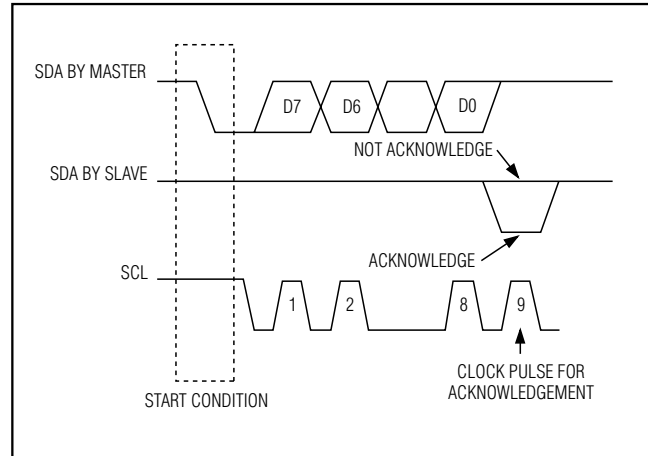 SDA BY MASTER
D7
D6
D0
NOT ACKNOWLEDGE
SDA BY SLAVE
ACKNOWLEDGE
SCL
1
2
8
9
CLOCK PULSE FOR
ACKNOWLEDGEMENT
START CONDITION